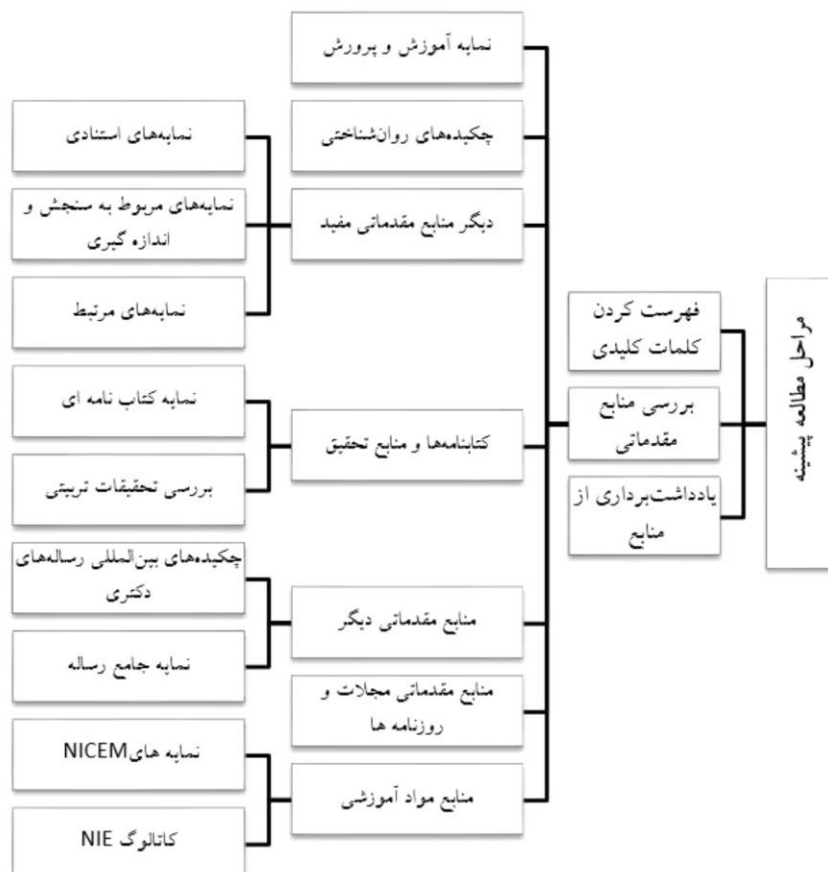 مراحل مطالعه پیشینه
فهرست کردن
کلمات کلیدی
بررسی منابع
مقدماتی
یادداشت‌برداری از
منابع
نمایه آموزش و پرورش
چکیده‌های روان‌شناختی
دیگر منابع مقدماتی مفید
نمایه‌های استنادی
نمایه‌های مربوط به سنجش و
اندازه گیری
نمایه‌های مرتبط
کتابنامه‌ها و منابع تحقیق
نمایه کتاب نامه ای
بررسی تحقیقات تربیتی
منابع مقدماتی دیگر
چکیده‌های بین‌المللی رساله‌های
دکتری
نمایه جامع رساله
منابع مقدماتی مجلات و
روزنامه ها
منابع مواد آموزشی
نمایه هایNICEM
کاتالوگ NIE